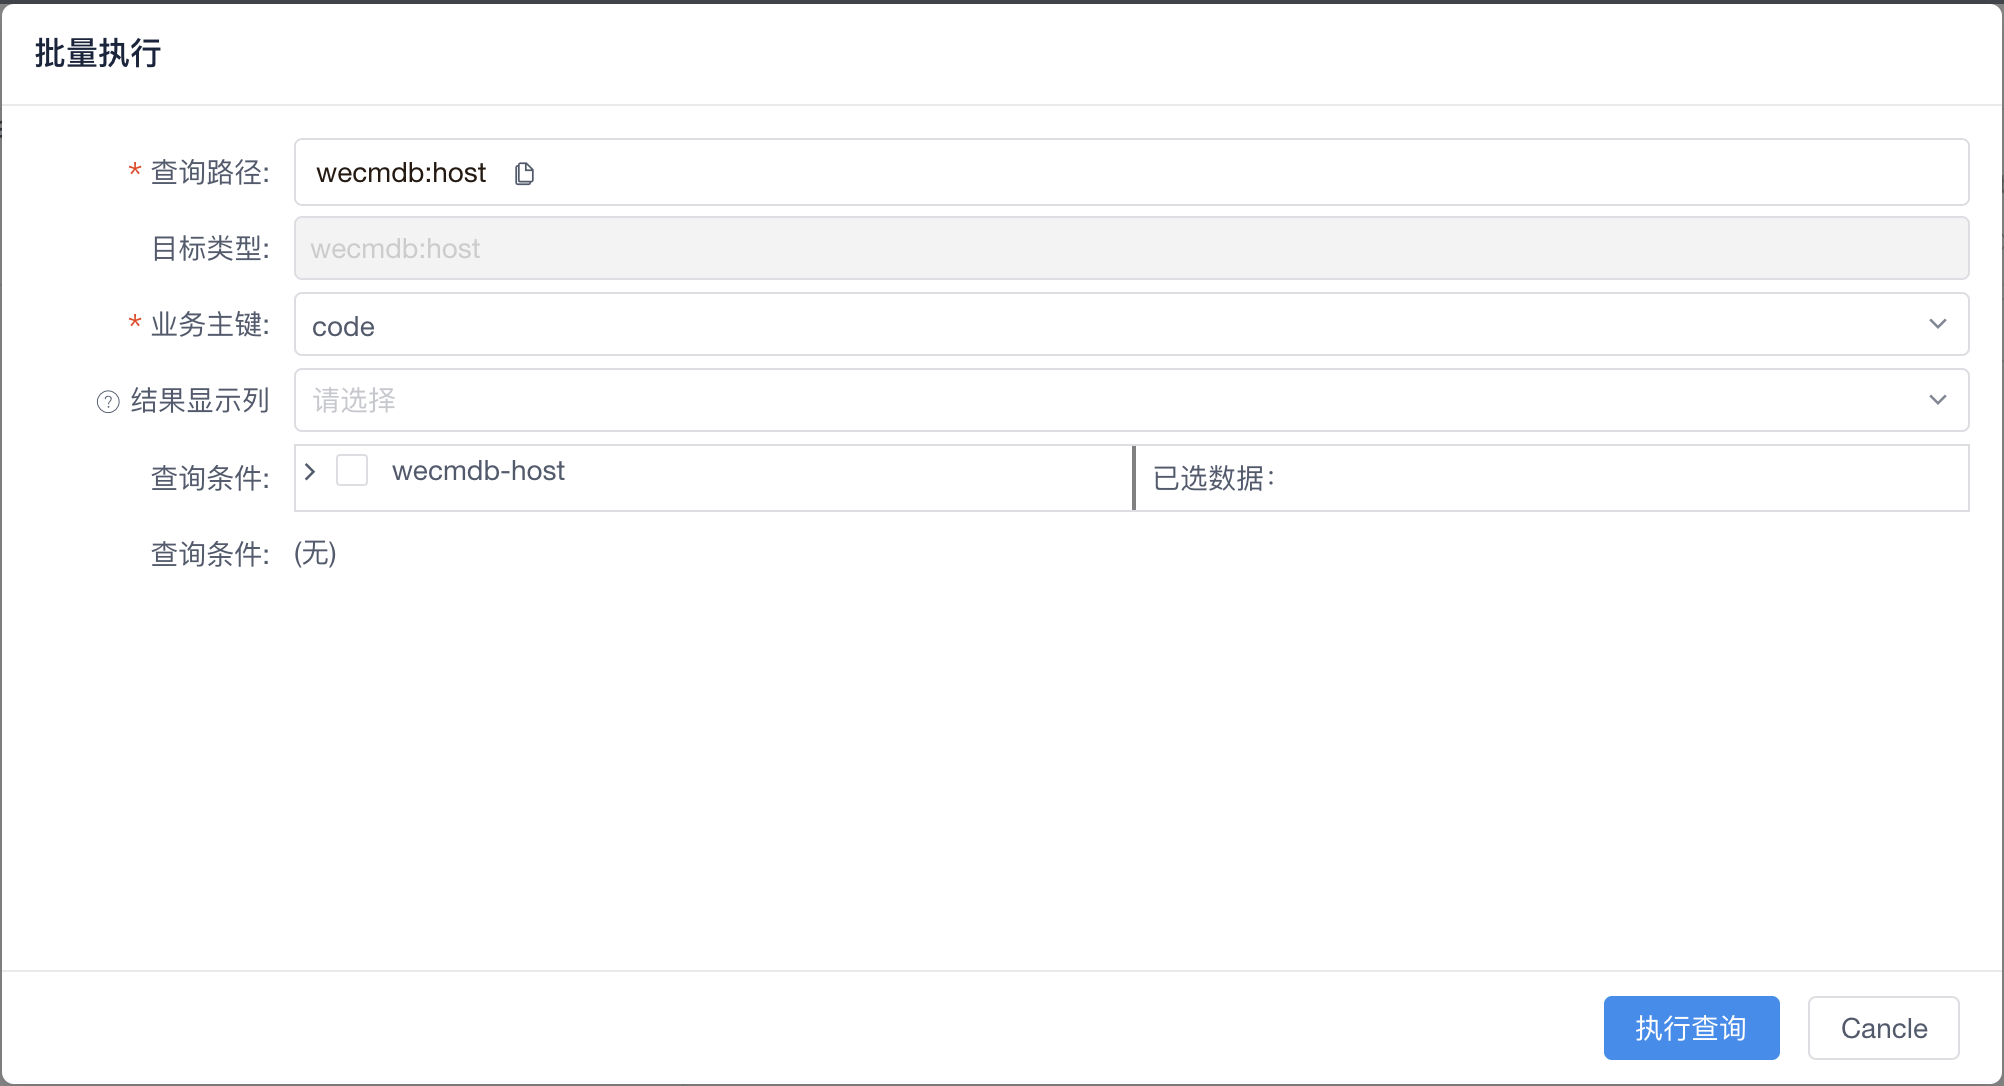 批量执行
* 查询路径: wecmdb:host
目标类型: wecmdb:host
* 业务主键: code
? 结果显示列 请选择
查询条件: wecmdb-host 已选数据:
查询条件: (无)
执行查询 Cancle